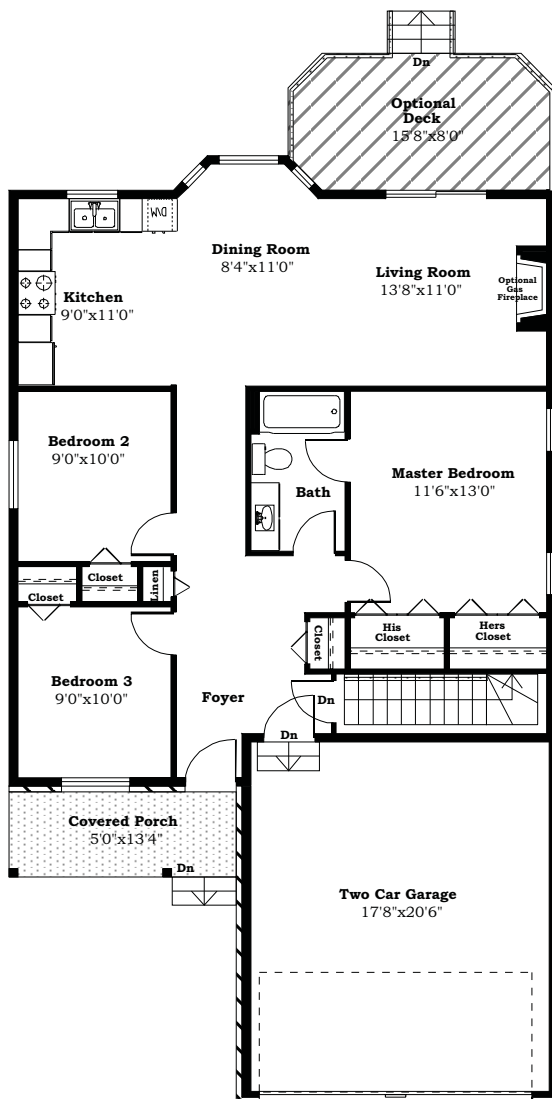 Dn
Optional
Deck
15'8"x8'0"
D/W
Dining Room
8'4"x11'0"
Living Room
13'8"x11'0"
Optional
Gas
Fireplace
Kitchen
9'0"x11'0"
Bedroom 2
9'0"x10'0"
Master Bedroom
11'6"x13'0"
Bath
Closet
Linen
Closet
His
Closet
Hers
Closet
Closet
Bedroom 3
9'0"x10'0"
Foyer
Dn
Dn
Covered Porch
5'0"x13'4"
Dn
Two Car Garage
17'8"x20'6"